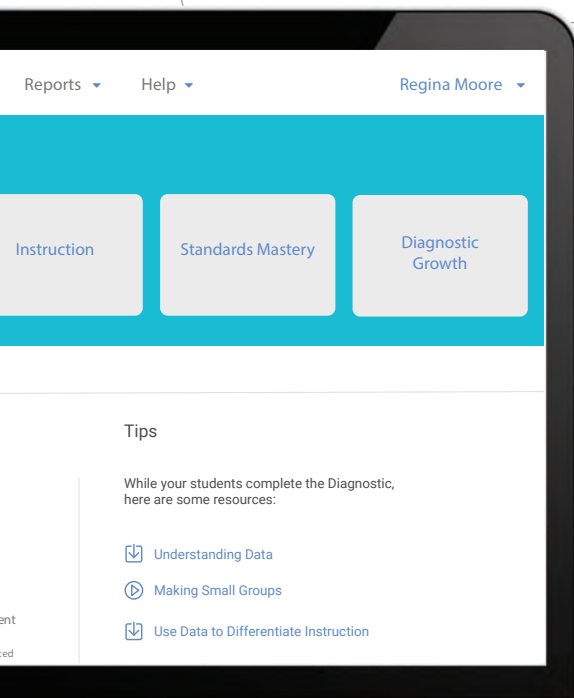 Reports Help Regina Moore
Instruction
Standards Mastery
Diagnostic
Growth
Tips
While your students complete the Diagnostic,
here are some resources:
Understanding Data
Making Small Groups
Use Data to Differentiate Instruction